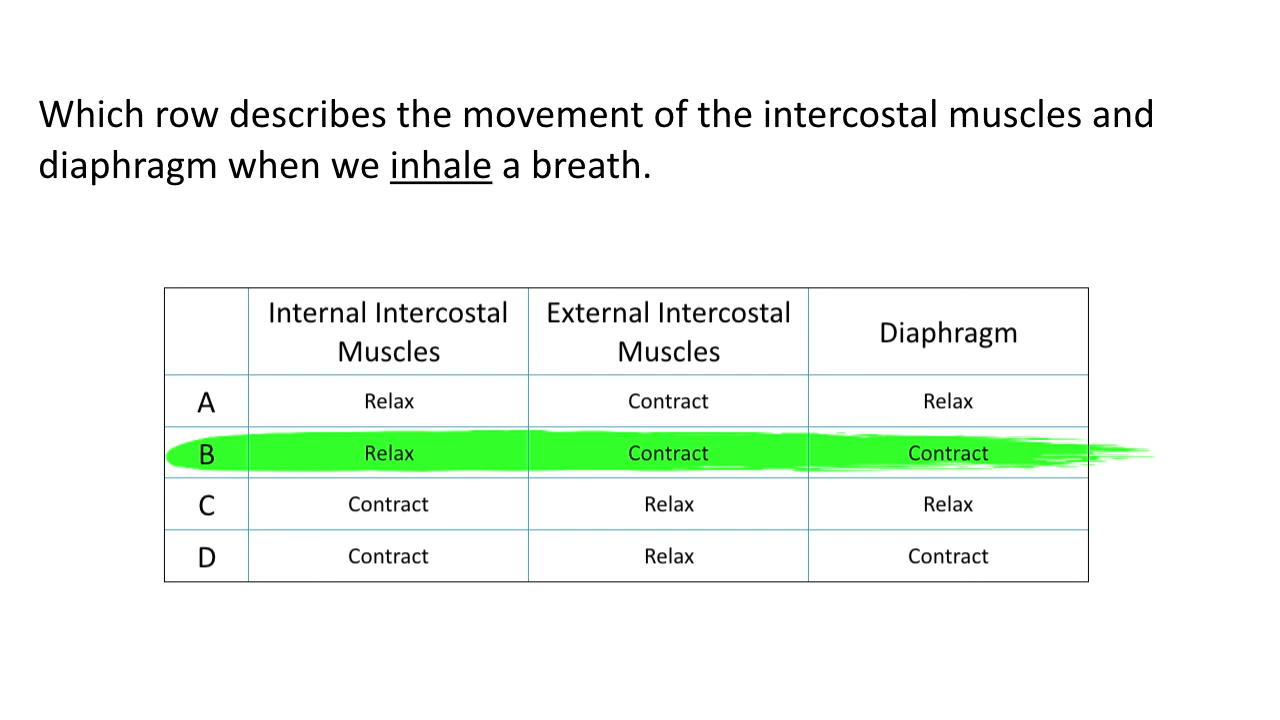 Which row describes the movement of the intercostal muscles and
diaphragm when we inhale a breath.
Internal Intercostal Muscles External Intercostal Muscles Diaphragm
A Relax Contract Relax
B Relax Contract Contract
C Contract Relax Relax
D Contract Relax Contract